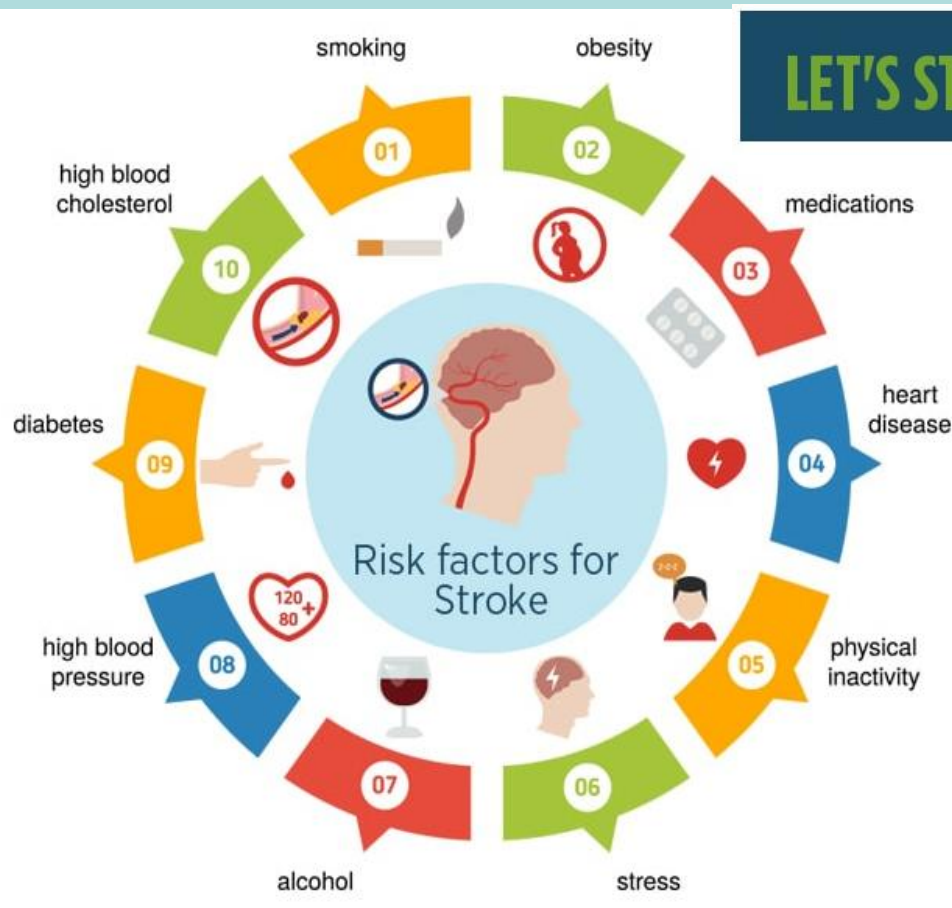 smoking
obesity
LET'S ST
01
02
high blood
cholesterol
medications
10
03
heart
disease
diabetes
09
04
Risk factors for
Stroke
120
80 +
z-z-z
high blood
pressure
08
05
physical
inactivity
07
06
alcohol
stress